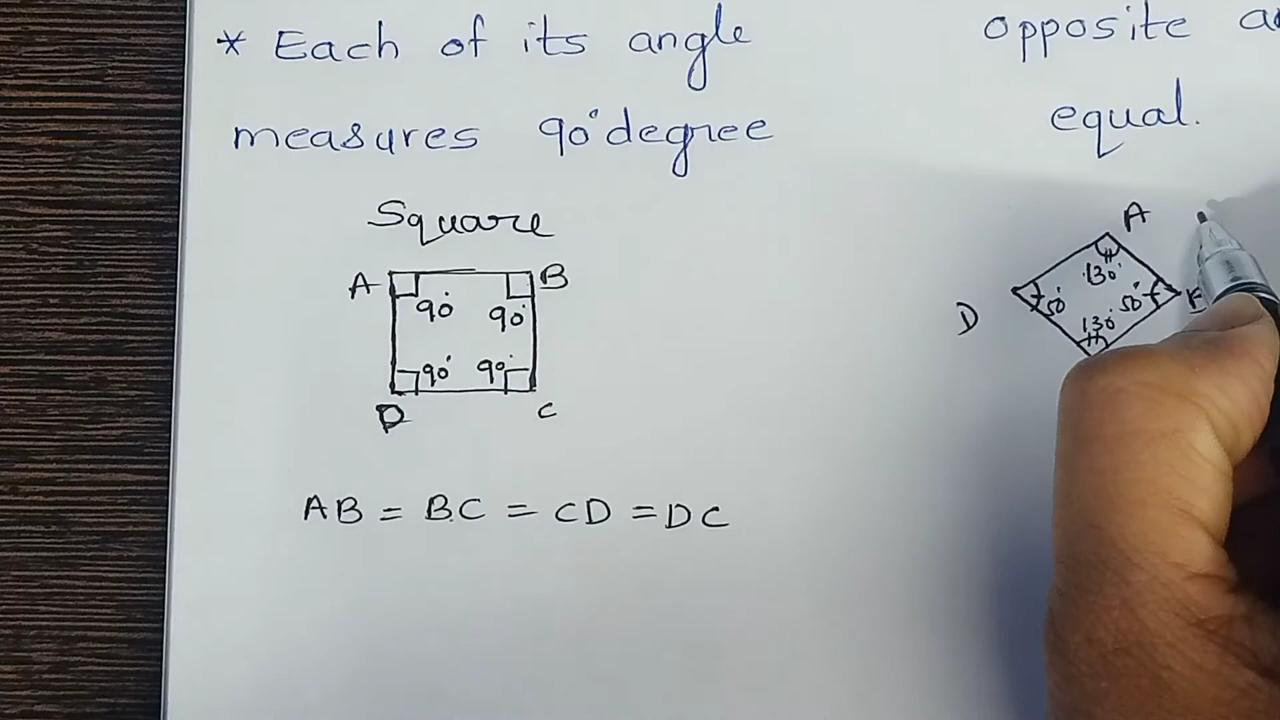 * Each of its angle
measures 90° degree
Square
A B
90° 90°
90° 90°
D C
AB = BC = CD = DC
opposite
equal.
A
130°
D 50° 50°
130°